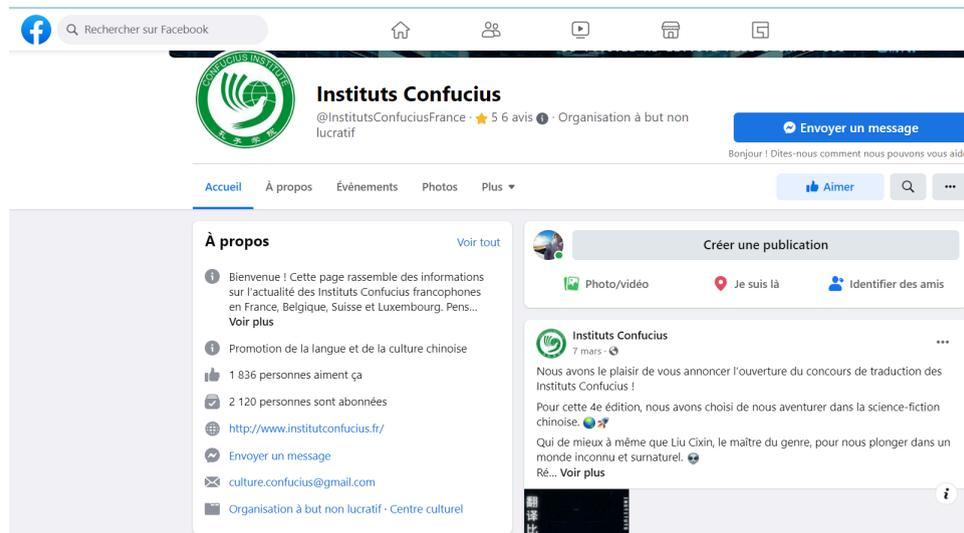 Rechercher sur Facebook
CONFUCIUS INSTITUTE
孔子学院
Instituts Confucius
@InstitutsConfuciusFrance · 5 6 avis · Organisation à but non
lucratif
Envoyer un message
Bonjour ! Dites-nous comment nous pouvons vous aide
Accueil
À propos
Évènements
Photos
Plus
Aimer
À propos
Voir tout
Bienvenue ! Cette page rassemble des informations
sur l'actualité des Instituts Confucius francophones
en France, Belgique, Suisse et Luxembourg. Pens...
Voir plus
Promotion de la langue et de la culture chinoise
1 836 personnes aiment ça
2 120 personnes sont abonnées
http://www.institutconfucius.fr/
Envoyer un message
culture.confucius@gmail.com
Organisation à but non lucratif · Centre culturel
Créer une publication
Photo/vidéo
Je suis là
Identifier des amis
Instituts Confucius
7 mars ·
Nous avons le plaisir de vous annoncer l'ouverture du concours de traduction des
Instituts Confucius !
Pour cette 4e édition, nous avons choisi de nous aventurer dans la science-fiction
chinoise. 🌍🚀
Qui de mieux à même que Liu Cixin, le maître du genre, pour nous plonger dans un
monde inconnu et surnaturel. 👽
Ré... Voir plus
翻译比
Institute